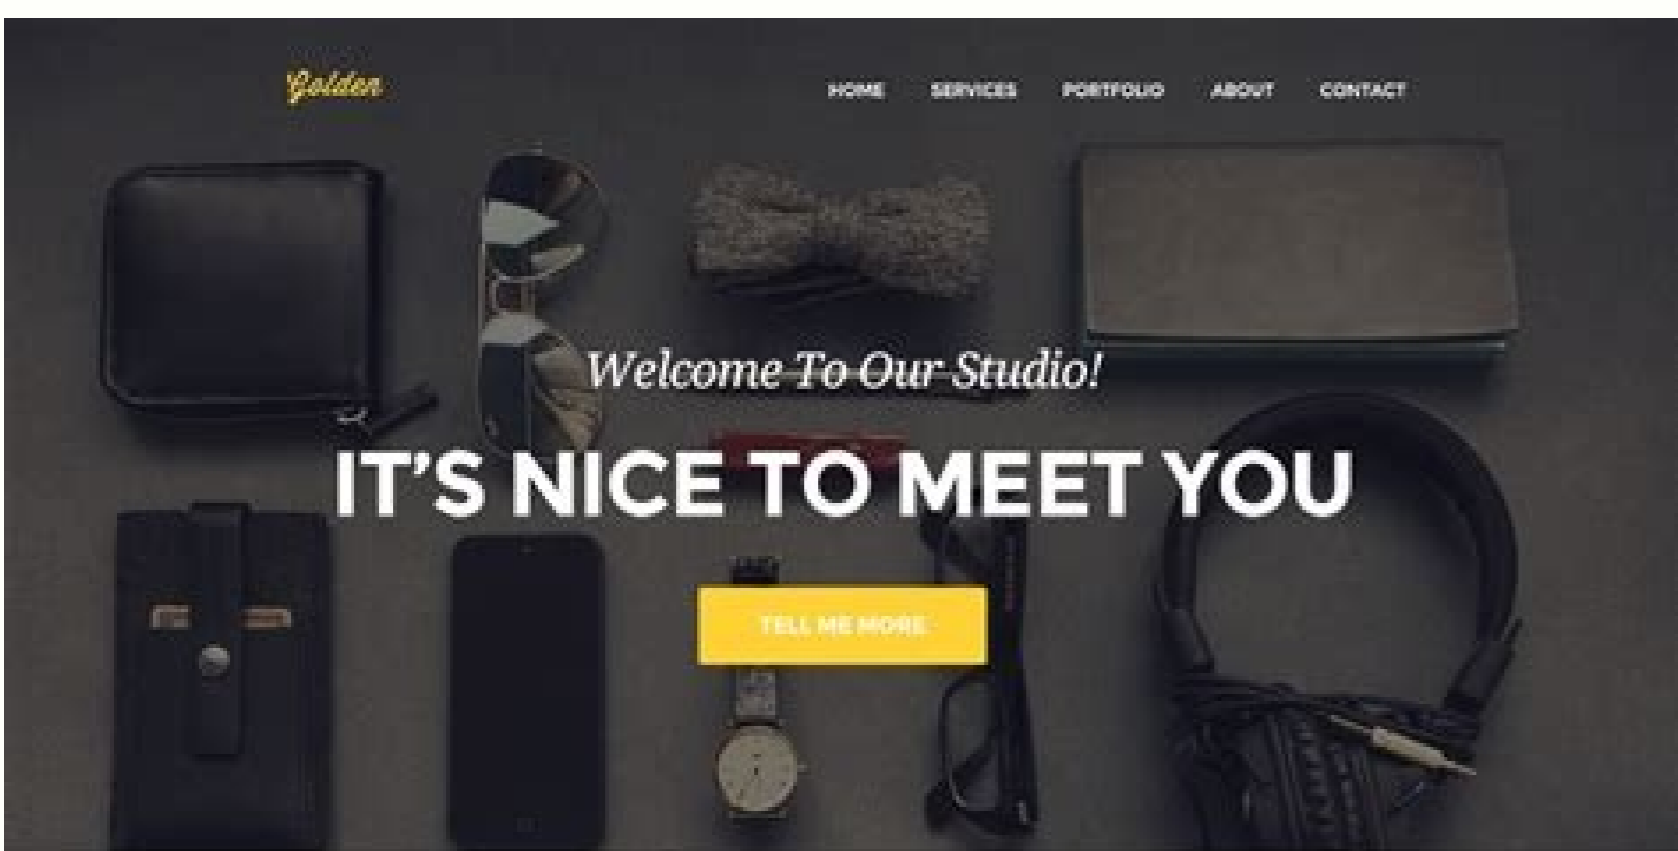 Golden
HOME SERVICES PORTFOLIO ABOUT CONTACT
Welcome To Our Studio!
IT'S NICE TO MEET YOU
TELL ME MORE